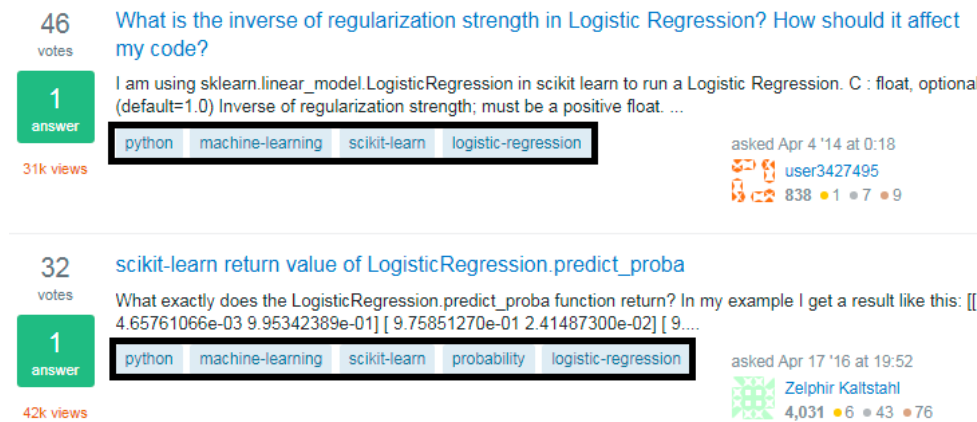 46
votes
1
answer
31k views
What is the inverse of regularization strength in Logistic Regression? How should it affect
my code?
I am using sklearn.linear_model.LogisticRegression in scikit learn to run a Logistic Regression. C : float, optional
(default=1.0) Inverse of regularization strength; must be a positive float. ...
python machine-learning scikit-learn logistic-regression
asked Apr 4 '14 at 0:18
user3427495
838 ●1 ●7 ●9
32
votes
1
answer
42k views
scikit-learn return value of LogisticRegression.predict_proba
What exactly does the LogisticRegression.predict_proba function return? In my example I get a result like this: [[
4.65761066e-03 9.95342389e-01] [ 9.75851270e-01 2.41487300e-02] [ 9....
python machine-learning scikit-learn probability logistic-regression
asked Apr 17 '16 at 19:52
Zelphir Kaltstahl
4,031 ●6 ●43 ●76